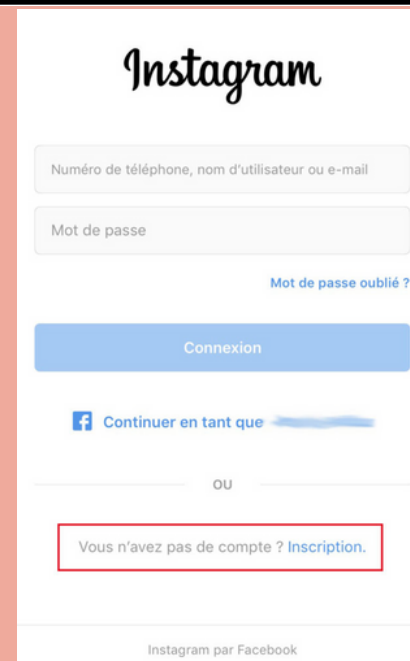 Instagram
Numéro de téléphone, nom d'utilisateur ou e-mail
Mot de passe
Mot de passe oublié ?
Connexion
Continuer en tant que
OU
Vous n'avez pas de compte ? Inscription.
Instagram par Facebook